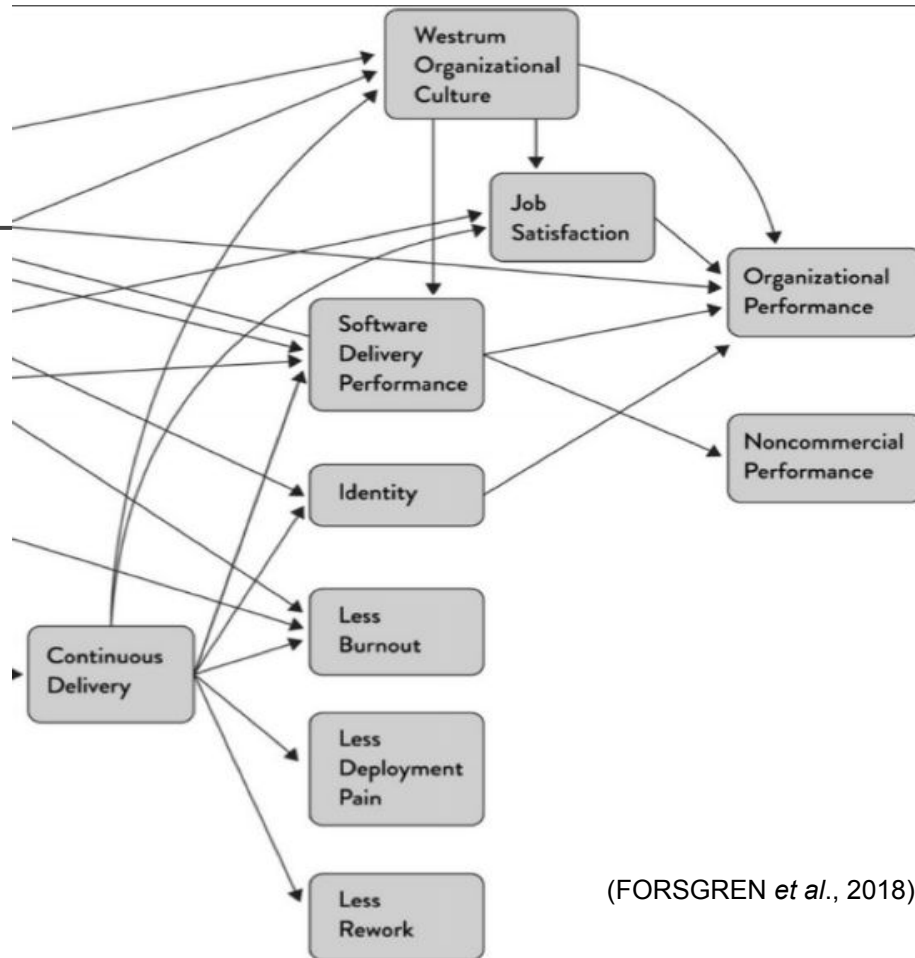 Westrum
Organizational
Culture
Job
Satisfaction
Organizational
Performance
Software
Delivery
Performance
Noncommercial
Performance
Identity
Less
Burnout
Continuous
Delivery
Less
Deployment
Pain
Less
Rework
(FORSGREN et al., 2018)